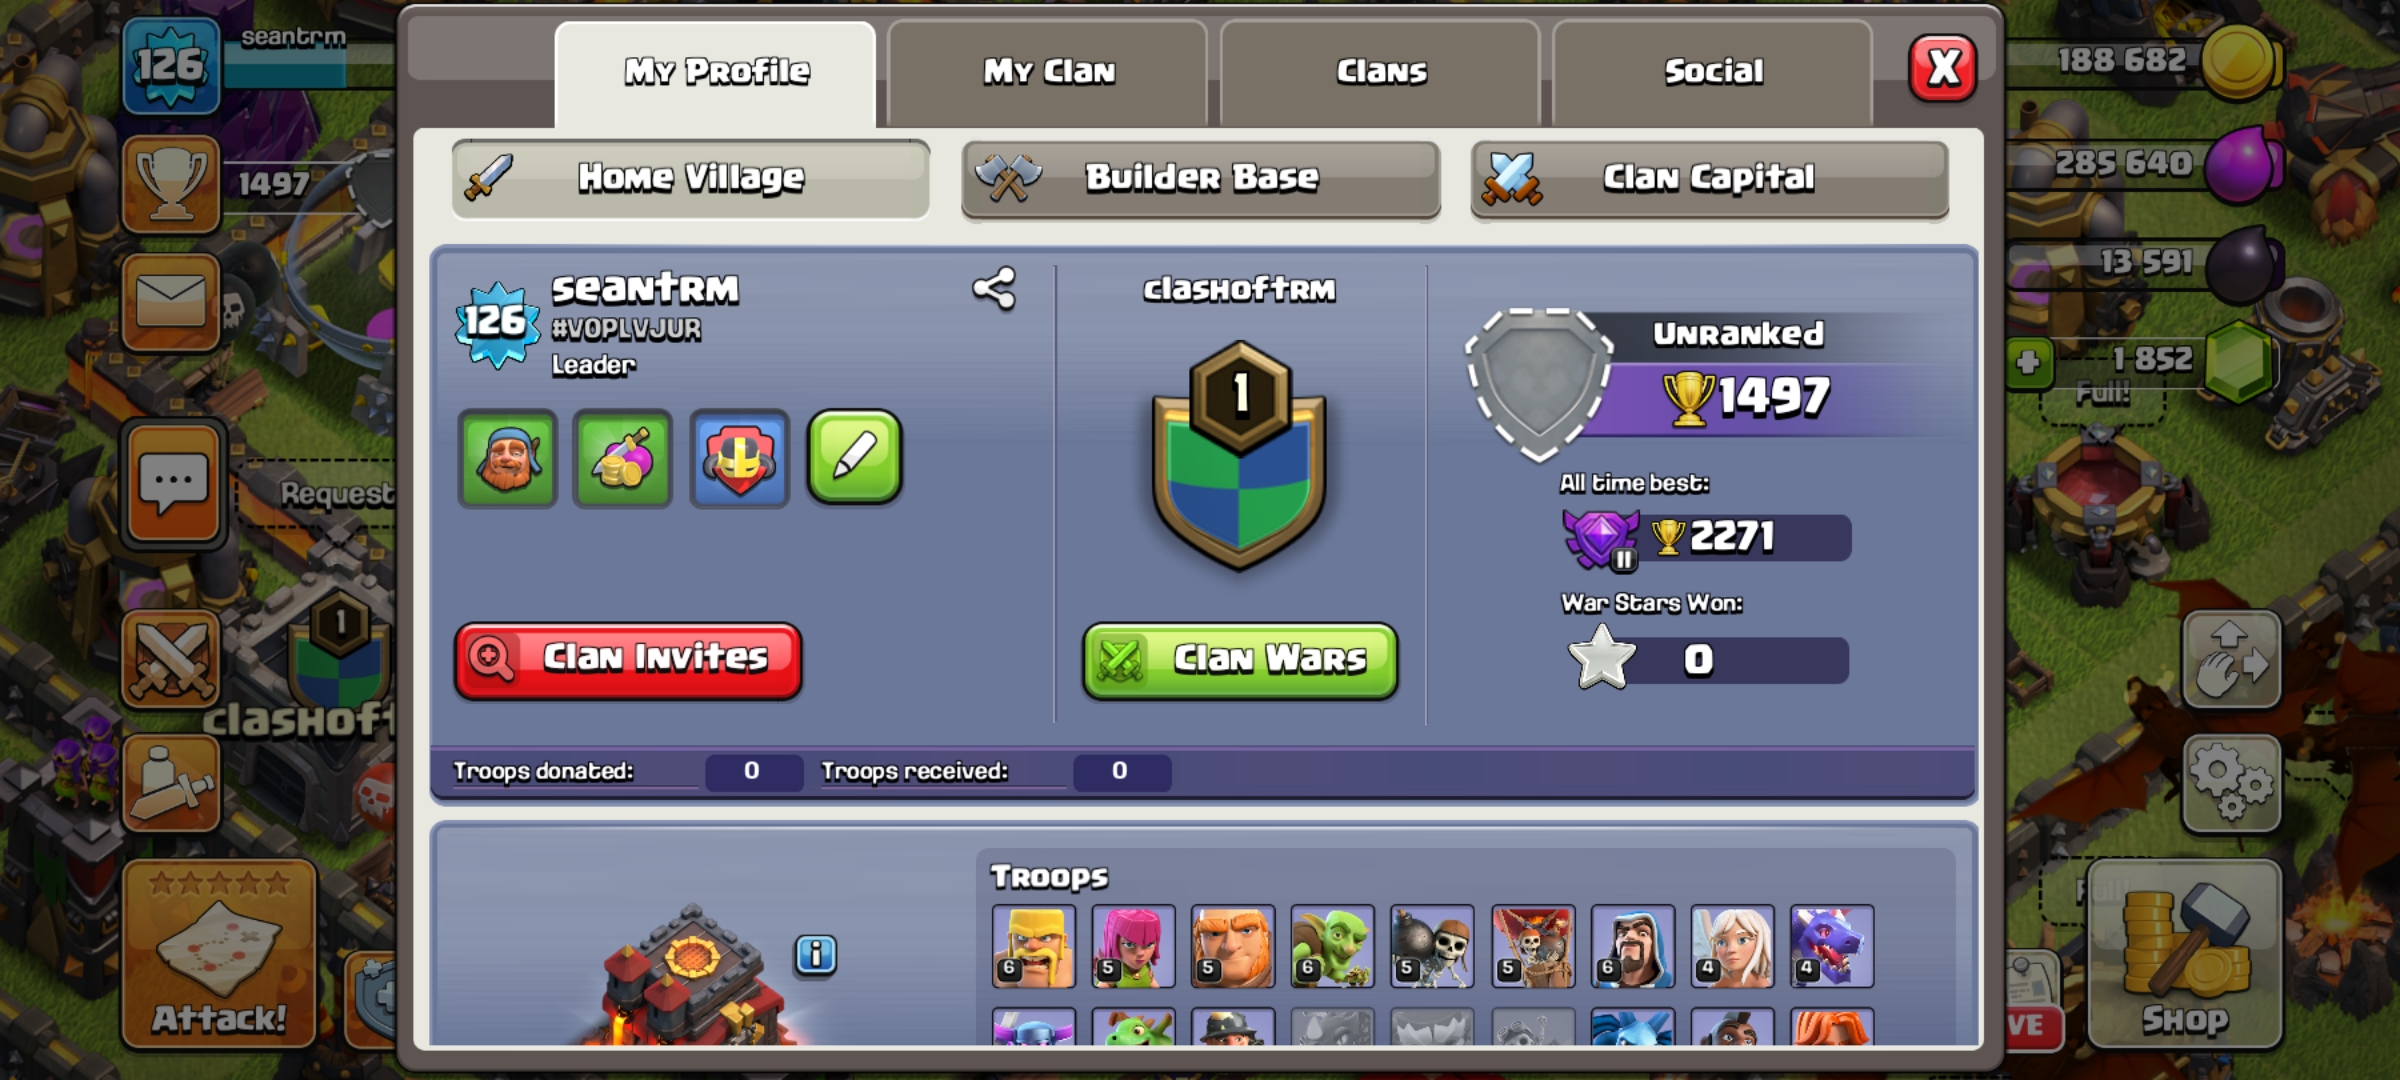 126
seantrm
My Profile
My Clan
Clans
Social
X
188 682
1497
Home Village
Builder Base
Clan Capital
285 640
13 591
126
seantrm
#V0PLVJUR
Leader
clashoftrm
1
Unranked
1497
1 852
Full!
All time best:
2271
Request
War Stars Won:
0
1
Clan Invites
Clan Wars
clashoft
Troops donated:
0
Troops received:
0
Troops
6
5
5
6
5
5
6
4
4
Attack!
Shop